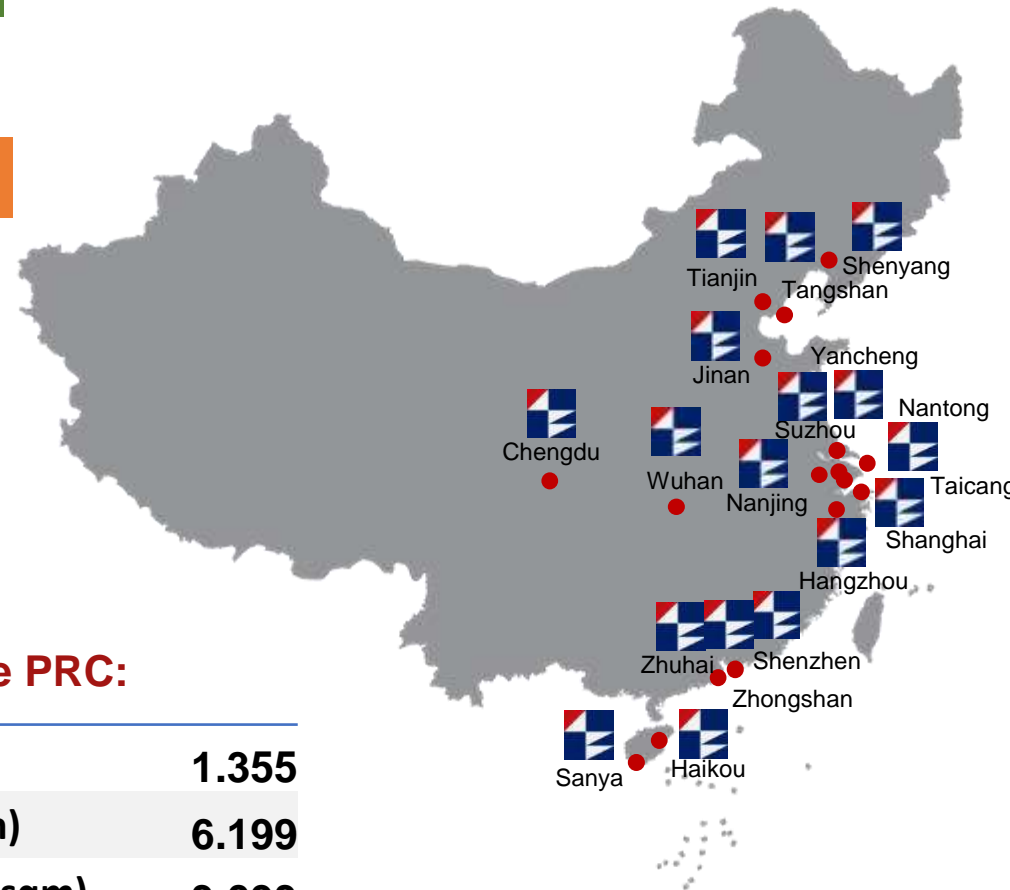 Shenyang
Tianjin
Tangshan
Yancheng
Jinan
Nantong
Suzhou
Chengdu
Wuhan
Taicang
Nanjing
Shanghai
Hangzhou
Zhuhai
Shenzhen
PRC:
Zhongshan
1.355
Haikou
Sanya
6.199
sqm)